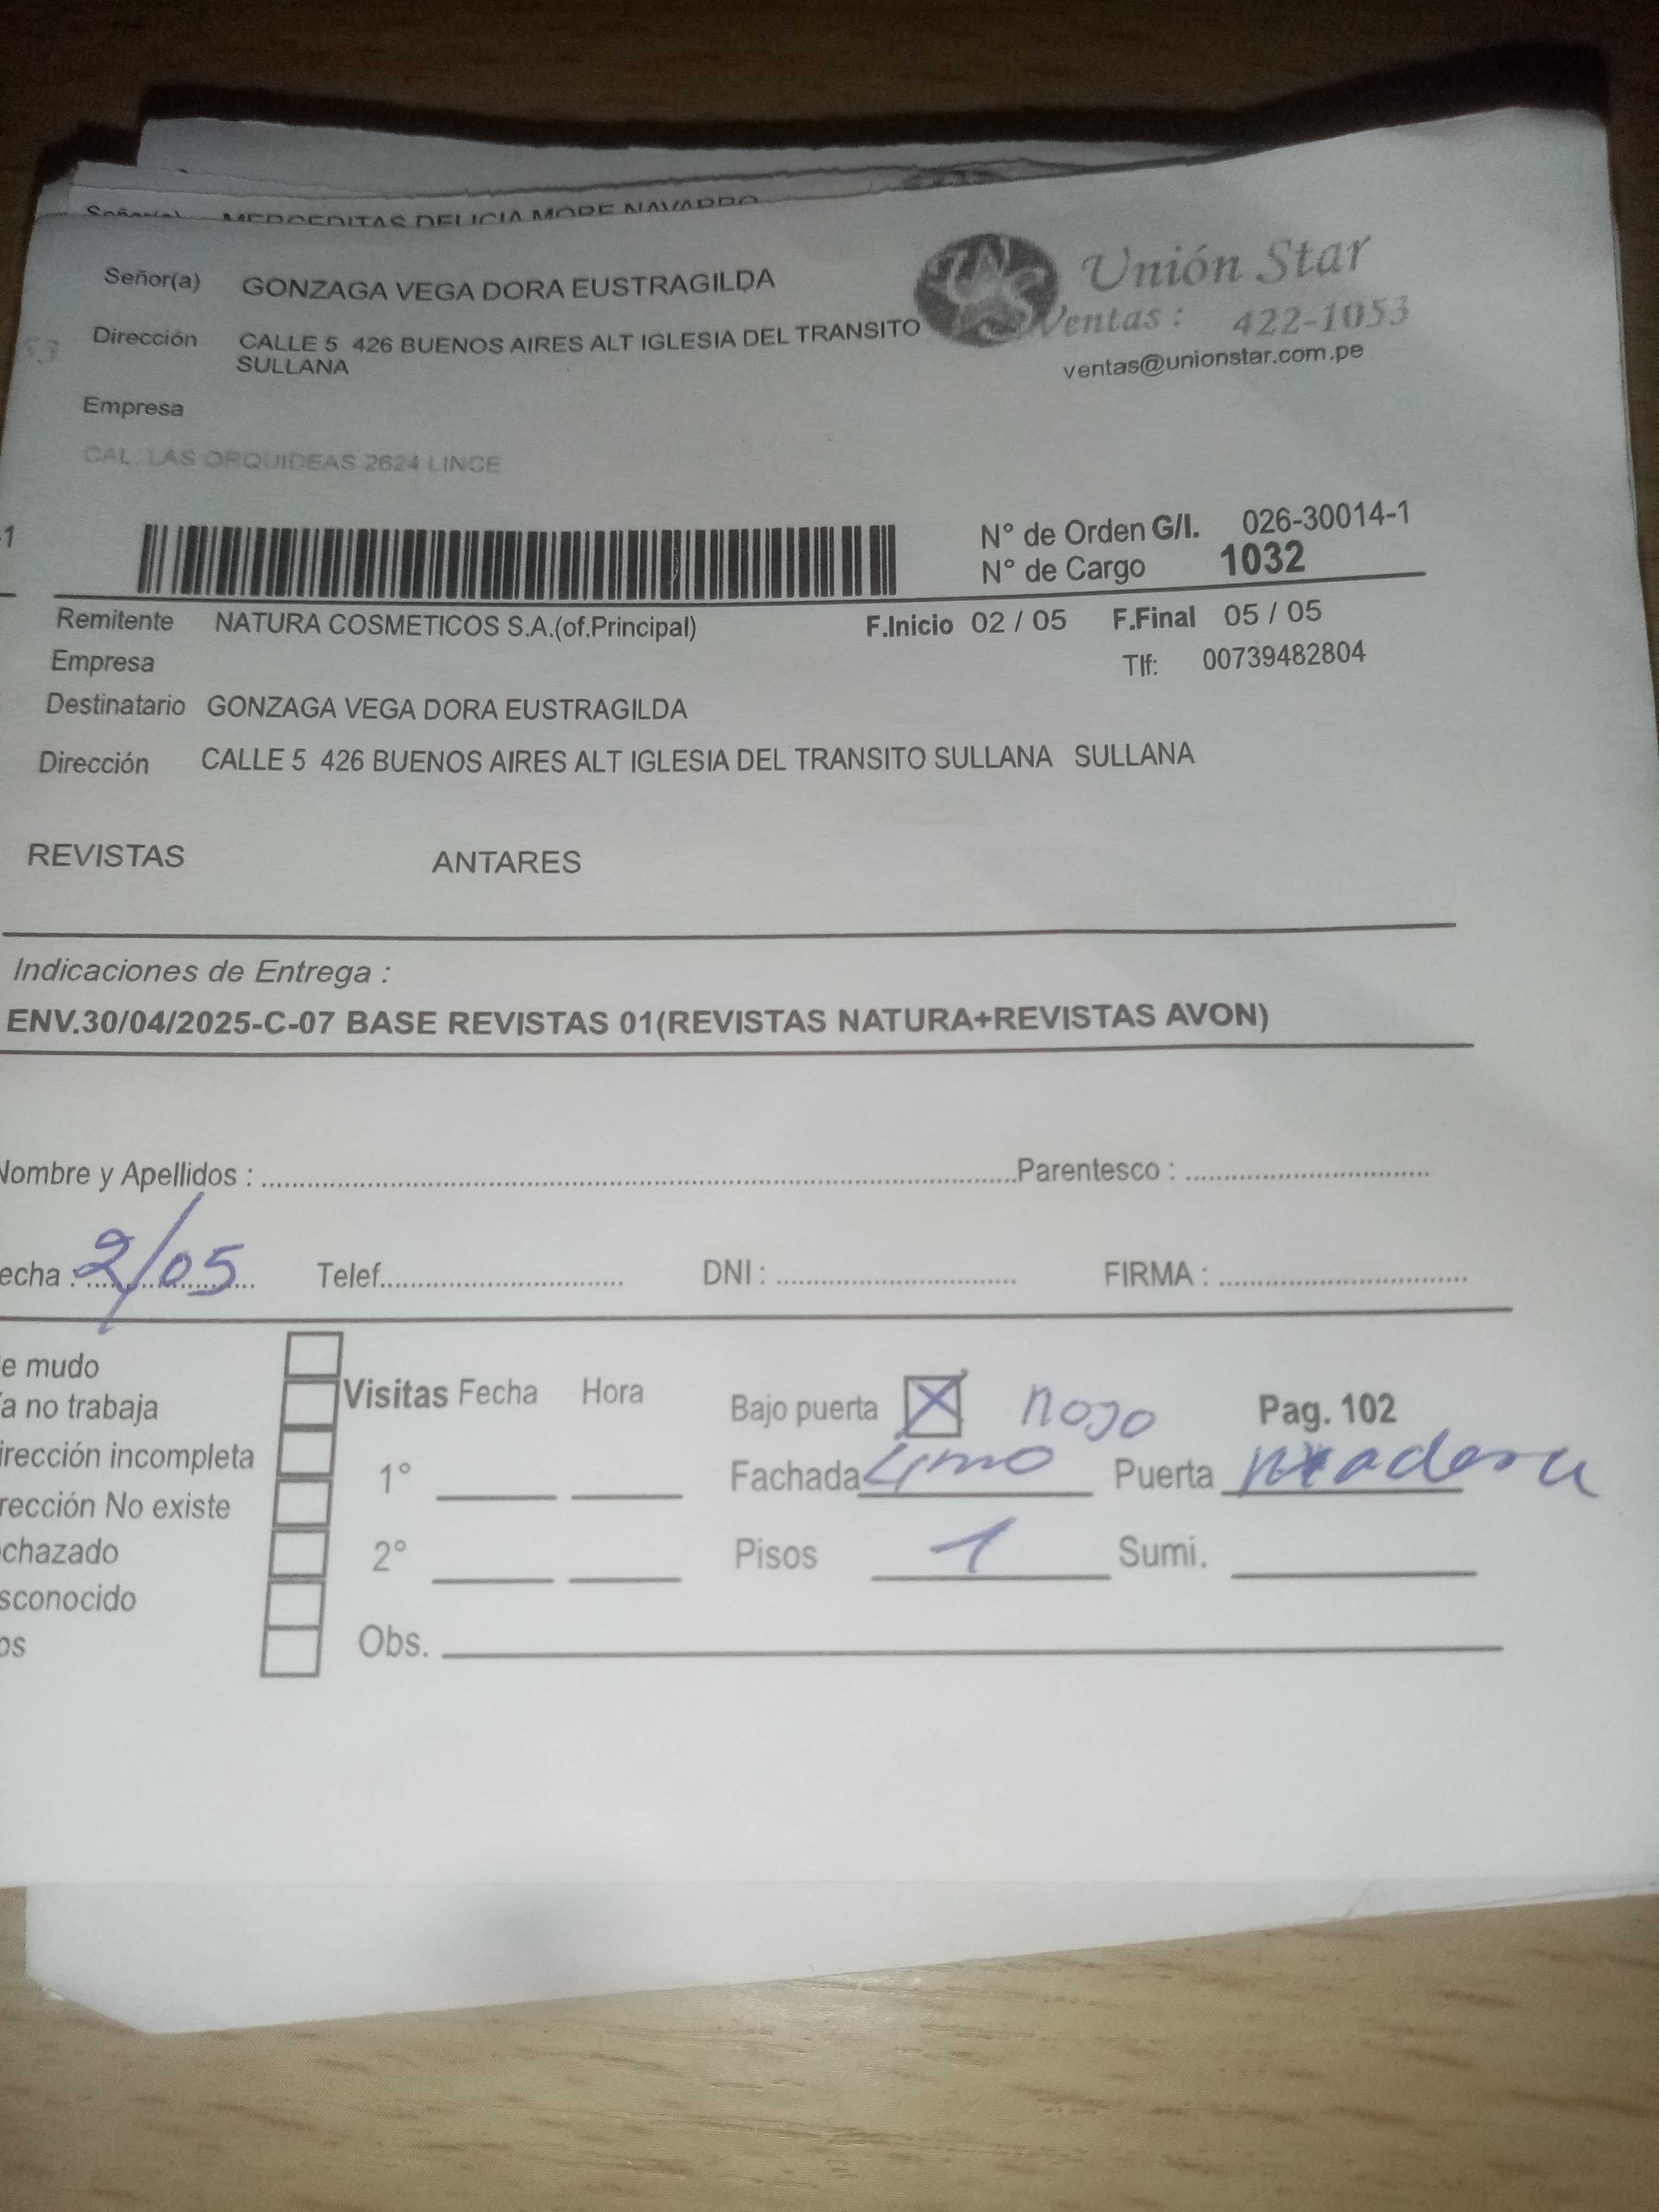 Señor(a) MERCEDITAS DELICIA MORE NAVARRO
Señor(a) GONZAGA VEGA DORA EUSTRAGILDA
Unión Star
Ventas : 422-1053
ventas@unionstar.com.pe
53
Dirección CALLE 5 426 BUENOS AIRES ALT IGLESIA DEL TRANSITO
SULLANA
Empresa
CAL. LAS ORQUIDEAS 2624 LINCE
-1
N° de Orden G/I. 026-30014-1
N° de Cargo 1032
Remitente NATURA COSMETICOS S.A.(of.Principal) F.Inicio 02 / 05 F.Final 05 / 05
Empresa Tlf: 00739482804
Destinatario GONZAGA VEGA DORA EUSTRAGILDA
Dirección CALLE 5 426 BUENOS AIRES ALT IGLESIA DEL TRANSITO SULLANA SULLANA
REVISTAS ANTARES
Indicaciones de Entrega :
ENV.30/04/2025-C-07 BASE REVISTAS 01(REVISTAS NATURA+REVISTAS AVON)
Nombre y Apellidos : Parentesco :
echa : 2/05 Telef. DNI : FIRMA :
e mudo
a no trabaja
irección incompleta
rección No existe
chazado
sconocido
os
Visitas Fecha Hora
1°
2°
Obs.
Bajo puerta X Pag. 102
Fachada Puerta madera
Pisos 1 Sumi.